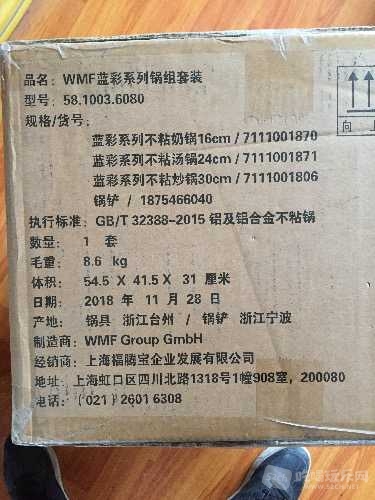 品名: WMF蓝彩系列锅组套装
型号: 58.1003.6080
规格/货号:
蓝彩系列不粘奶锅16cm / 7111001870
蓝彩系列不粘汤锅24cm / 7111001871
蓝彩系列不粘炒锅30cm / 7111001806
锅铲 / 1875466040
执行标准: GB/T 32388-2015 铝及铝合金不粘锅
数量: 1 套
毛重: 8.6 kg
体积: 54.5 X 41.5 X 31 厘米
日期: 2018 年 11 月 28 日
产地: 锅具 浙江台州 / 锅铲 浙江宁波
制造商: WMF Group GmbH
经销商: 上海福腾宝企业发展有限公司
地址: 上海虹口区四川北路1318号1幢908室, 200080
电话: (021) 2601 6308
向